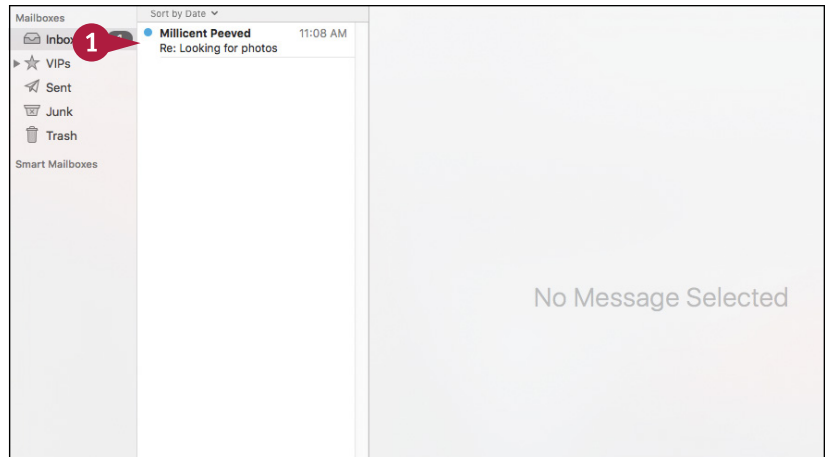 Mailboxes
Inbox
VIPs
Sent
Junk
Trash
Smart Mailboxes
Sort by Date
Millicent Peeved 11:08 AM
Re: Looking for photos
1
No Message Selected